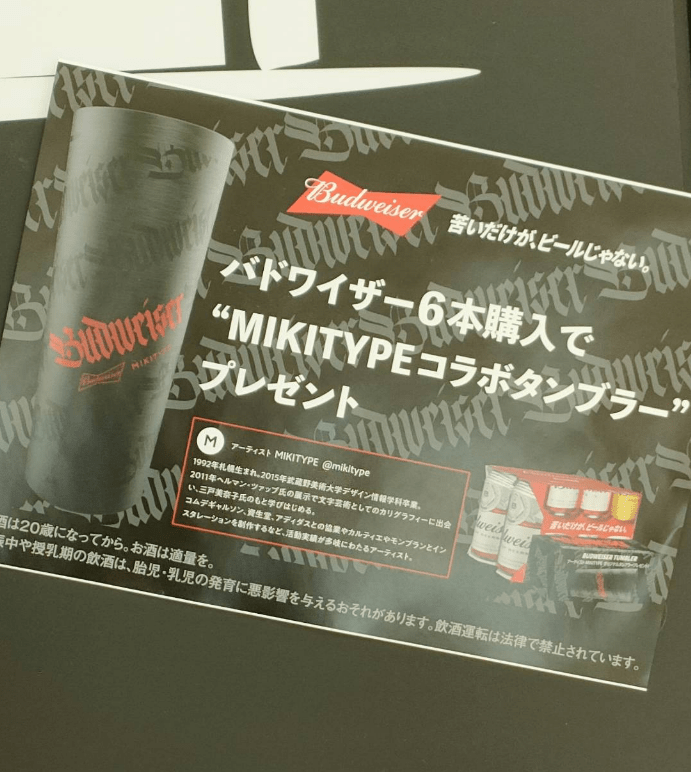 Budweiser
苦いだけが、ビールじゃない。
バドワイザー6本購入で
“MIKITYPEコラボタンブラー”
プレゼント
Budweiser
Budweiser
MIKITYPE
M
アーティスト MIKITYPE @mikitype
1992年札幌生まれ。2015年武蔵野美術大学デザイン情報学科卒業。
2011年ヘルマン・ツァップ氏の展示で文字芸術としてのカリグラフィーに出会
い、三戸美奈子氏のもと学びはじめる。
コムデギャルソン、資生堂、アディダスとの協業やカルティエやモンブランとイン
スタレーションを制作するなど、活動実績が多岐にわたるアーティスト。
苦いだけが、ビールじゃない。
BUDWEISER TUMBLER
酒は20歳になってから。お酒は適量を。
中や授乳期の飲酒は、胎児・乳児の発育に悪影響を与えるおそれがあります。飲酒運転は法律で禁止されています。